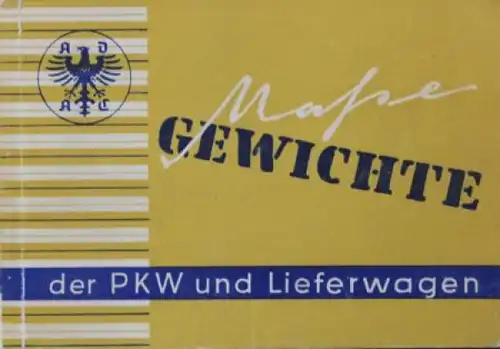 A D
A C
Maße
GEWICHTE
der PKW und Lieferwagen